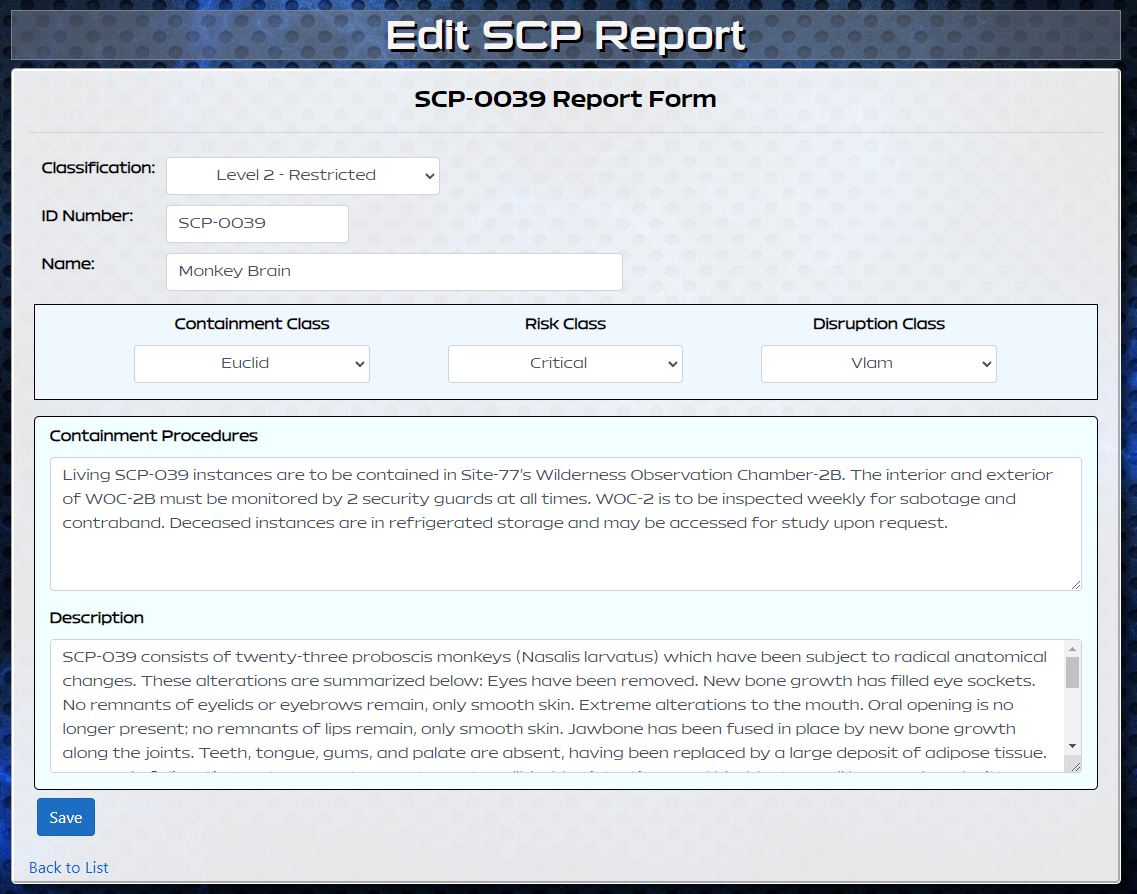 Edit SCP Report
SCP-0039 Report Form
Classification:
Level 2 - Restricted
ID Number:
SCP-0039
Name:
Monkey Brain
Containment Class
Risk Class
Disruption Class
Euclid
Critical
Vlam
Containment Procedures
Living SCP-039 instances are to be contained in Site-77's Wilderness Observation Chamber-2B. The interior and exterior
of WOC-2B must be monitored by 2 security guards at all times. WOC-2 is to be inspected weekly for sabotage and
contraband. Deceased instances are in refrigerated storage and may be accessed for study upon request.
Description
SCP-039 consists of twenty-three proboscis monkeys (Nasalis larvatus) which have been subject to radical anatomical
changes. These alterations are summarized below: Eyes have been removed. New bone growth has filled eye sockets.
No remnants of eyelids or eyebrows remain, only smooth skin. Extreme alterations to the mouth. Oral opening is no
longer present; no remnants of lips remain, only smooth skin. Jawbone has been fused in place by new bone growth
along the joints. Teeth, tongue, gums, and palate are absent, having been replaced by a large deposit of adipose tissue.
Save
Back to List